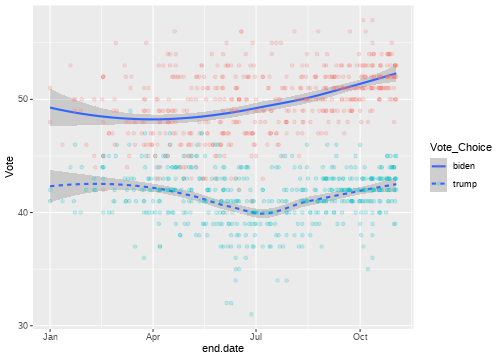 50
40
30
Vote
Jan
Apr
Jul
Oct
end.date
Vote_Choice
biden
trump